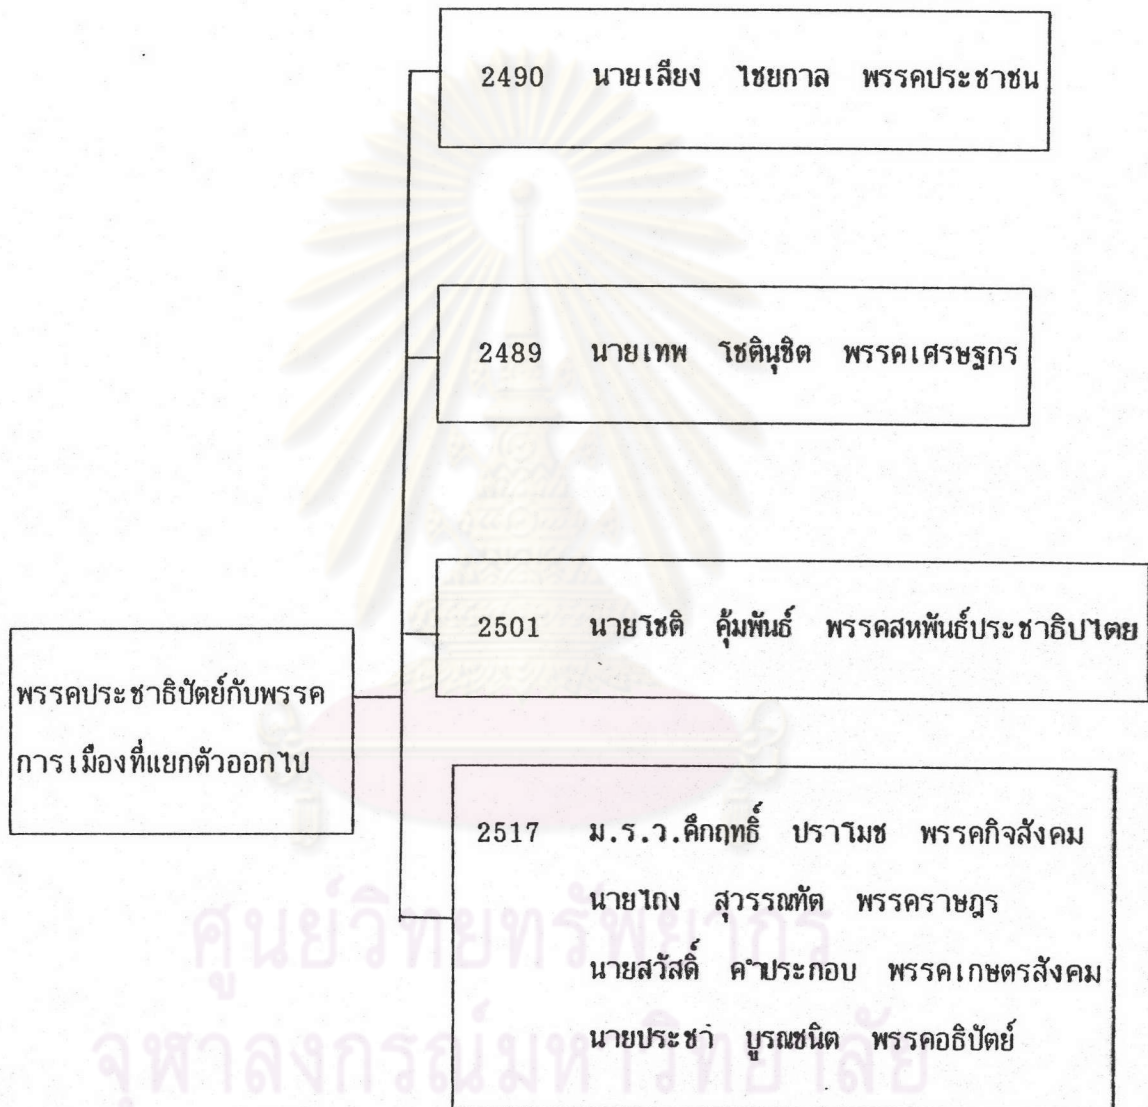 2490 นายเลียง ไชยกาล พรรคประชาชน
2489 นายเทพ โชตินุชิต พรรคเศรษฐกร
2501 นายโชติ คุ้มพันธ์ พรรคสหพันธ์ประชาธิปไตย
พรรคประชาธิปัตย์กับพรรค
การเมืองที่แยกตัวออกไป
2517 ม.ร.ว.คึกฤทธิ์ ปราโมช พรรคกิจสังคม
นายไถง สุวรรณทัต พรรคราษฎร
นายสวัสดิ์ คำประกอบ พรรคเกษตรสังคม
นายประชา บูรณธนิต พรรคอธิปัตย์
ศูนย์วิทยทรัพยากร
จุฬาลงกรณ์มหาวิทยาลัย